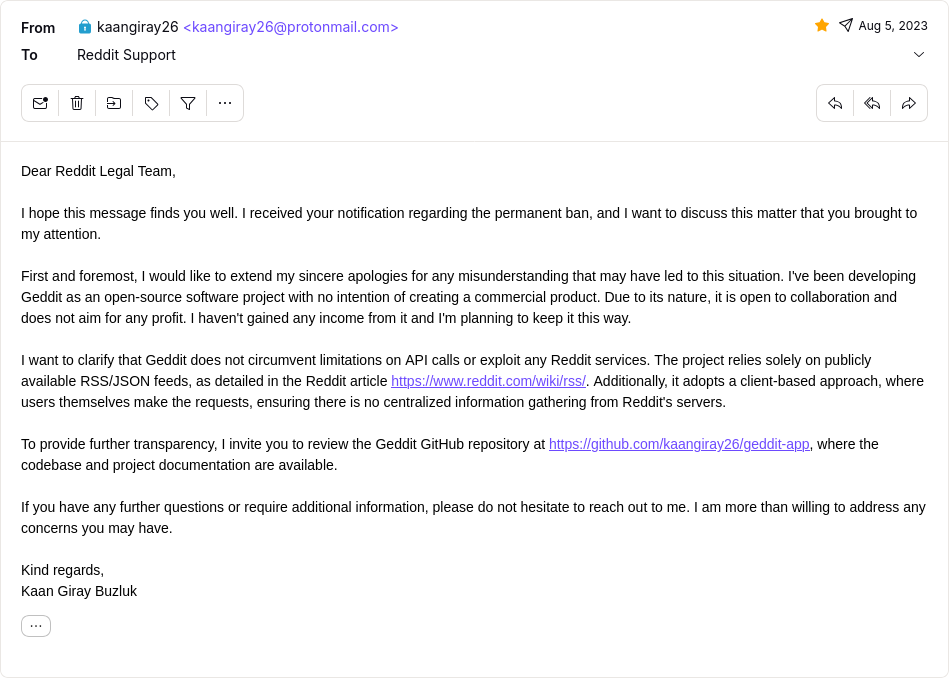 From kaangiray26 <kaangiray26@protonmail.com> Aug 5, 2023
To Reddit Support
Dear Reddit Legal Team,
I hope this message finds you well. I received your notification regarding the permanent ban, and I want to discuss this matter that you brought to
my attention.
First and foremost, I would like to extend my sincere apologies for any misunderstanding that may have led to this situation. I've been developing
Geddit as an open-source software project with no intention of creating a commercial product. Due to its nature, it is open to collaboration and
does not aim for any profit. I haven't gained any income from it and I'm planning to keep it this way.
I want to clarify that Geddit does not circumvent limitations on API calls or exploit any Reddit services. The project relies solely on publicly
available RSS/JSON feeds, as detailed in the Reddit article https://www.reddit.com/wiki/rss/. Additionally, it adopts a client-based approach, where
users themselves make the requests, ensuring there is no centralized information gathering from Reddit's servers.
To provide further transparency, I invite you to review the Geddit GitHub repository at https://github.com/kaangiray26/geddit-app, where the
codebase and project documentation are available.
If you have any further questions or require additional information, please do not hesitate to reach out to me. I am more than willing to address any
concerns you may have.
Kind regards,
Kaan Giray Buzluk